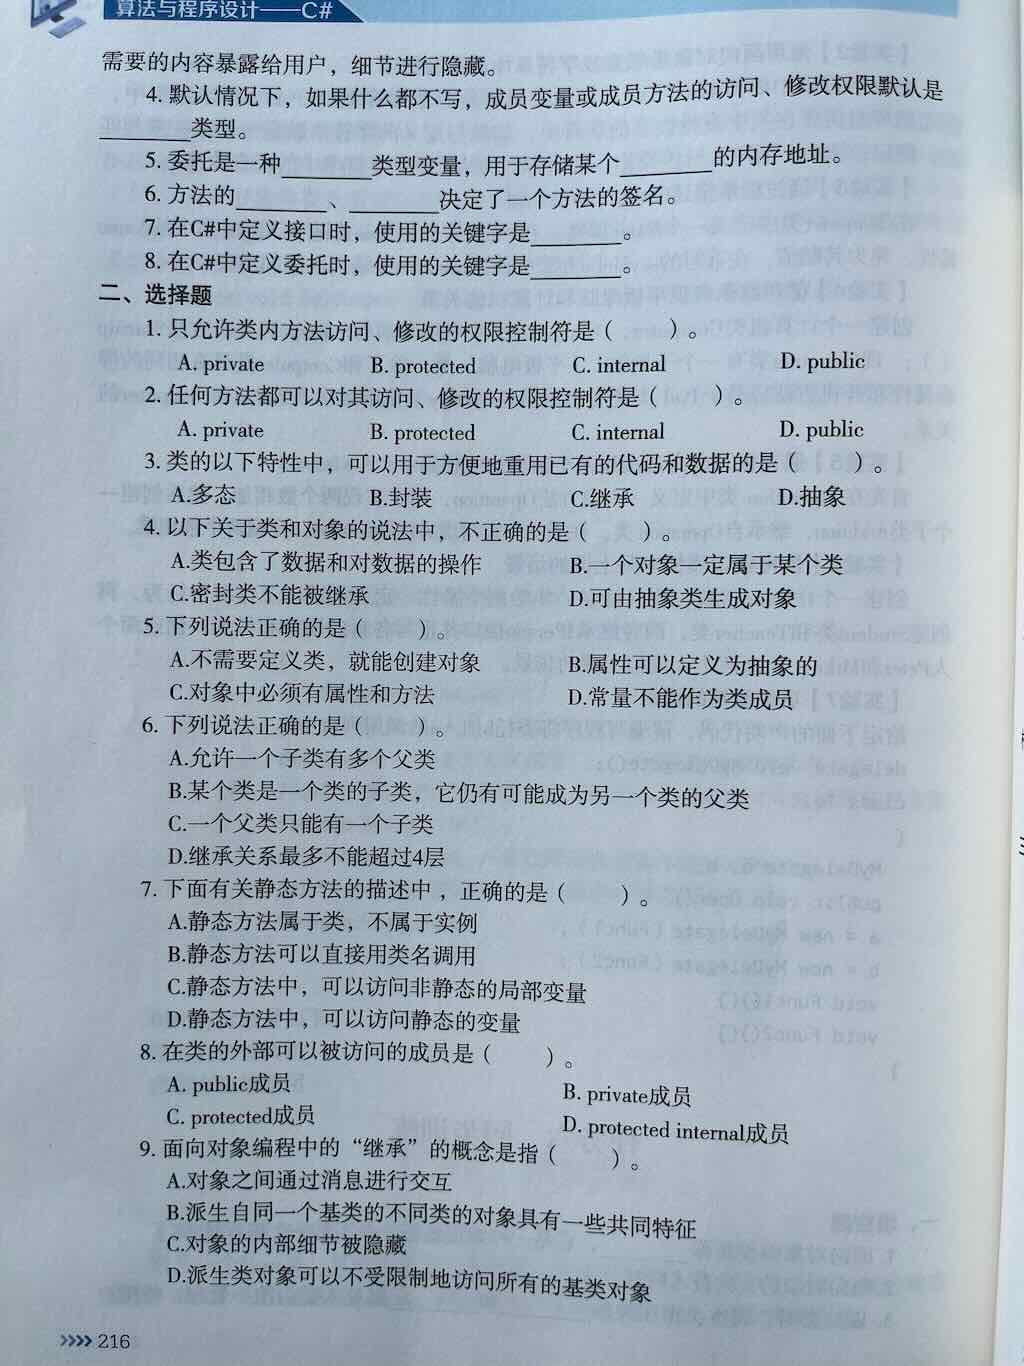 算法与程序设计——C#
需要的内容暴露给用户，细节进行隐藏。
4. 默认情况下，如果什么都不写，成员变量或成员方法的访问、修改权限默认是
________类型。
5. 委托是一种________类型变量，用于存储某个________的内存地址。
6. 方法的________、________决定了一个方法的签名。
7. 在C#中定义接口时，使用的关键字是________。
8. 在C#中定义委托时，使用的关键字是________。
二、选择题
1. 只允许类内方法访问、修改的权限控制符是（　　）。
A. private B. protected C. internal D. public
2. 任何方法都可以对其访问、修改的权限控制符是（　　）。
A. private B. protected C. internal D. public
3. 类的以下特性中，可以用于方便地重用已有的代码和数据的是（　　）。
A.多态 B.封装 C.继承 D.抽象
4. 以下关于类和对象的说法中，不正确的是（　　）。
A.类包含了数据和对数据的操作 B.一个对象一定属于某个类
C.密封类不能被继承 D.可由抽象类生成对象
5. 下列说法正确的是（　　）。
A.不需要定义类，就能创建对象 B.属性可以定义为抽象的
C.对象中必须有属性和方法 D.常量不能作为类成员
6. 下列说法正确的是（　　）。
A.允许一个子类有多个父类
B.某个类是一个类的子类，它仍有可能成为另一个类的父类
C.一个父类只能有一个子类
D.继承关系最多不能超过4层
7. 下面有关静态方法的描述中，正确的是（　　）。
A.静态方法属于类，不属于实例
B.静态方法可以直接用类名调用
C.静态方法中，可以访问非静态的局部变量
D.静态方法中，可以访问静态的变量
8. 在类的外部可以被访问的成员是（　　）。
A. public成员 B. private成员
C. protected成员 D. protected internal成员
9. 面向对象编程中的“继承”的概念是指（　　）。
A.对象之间通过消息进行交互
B.派生自同一个基类的不同类的对象具有一些共同特征
C.对象的内部细节被隐藏
D.派生类对象可以不受限制地访问所有的基类对象
216